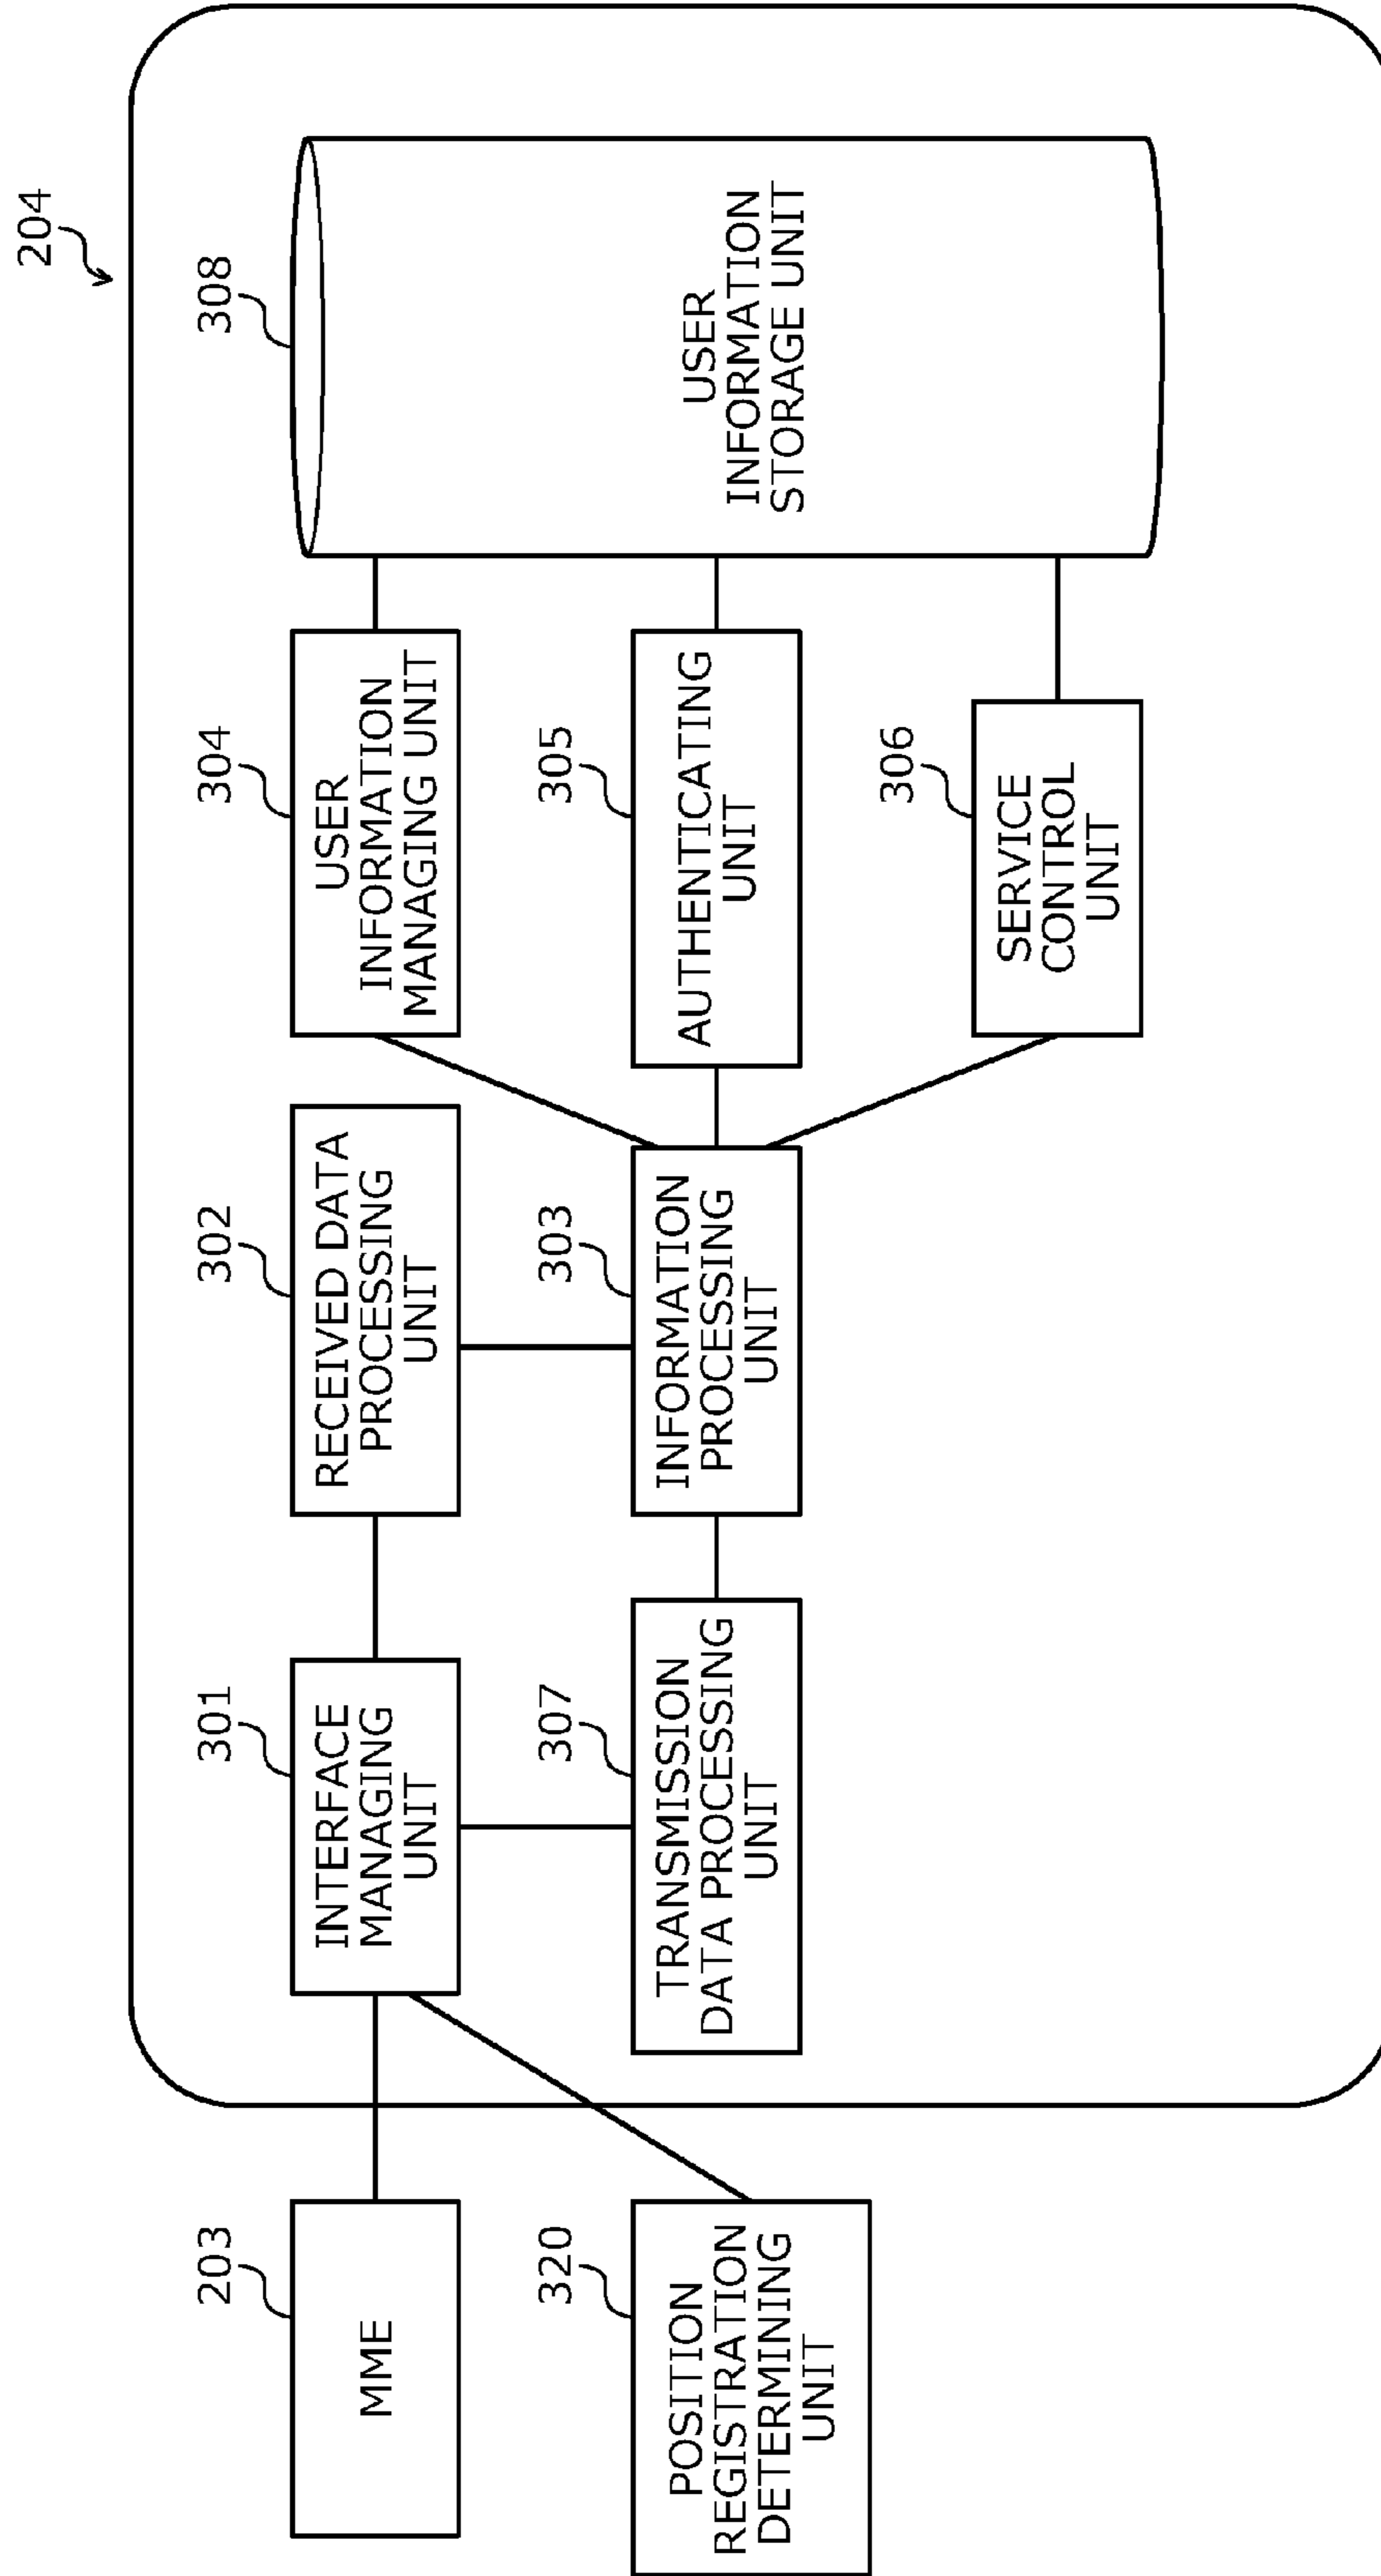 204
203
MME
320
POSITION
REGISTRATION
DETERMINING
UNIT
301
INTERFACE
MANAGING
UNIT
307
TRANSMISSION
DATA PROCESSING
UNIT
302
RECEIVED DATA
PROCESSING
UNIT
303
INFORMATION
PROCESSING
UNIT
304
USER
INFORMATION
MANAGING UNIT
305
AUTHENTICATING
UNIT
306
SERVICE
CONTROL
UNIT
308
USER
INFORMATION
STORAGE UNIT